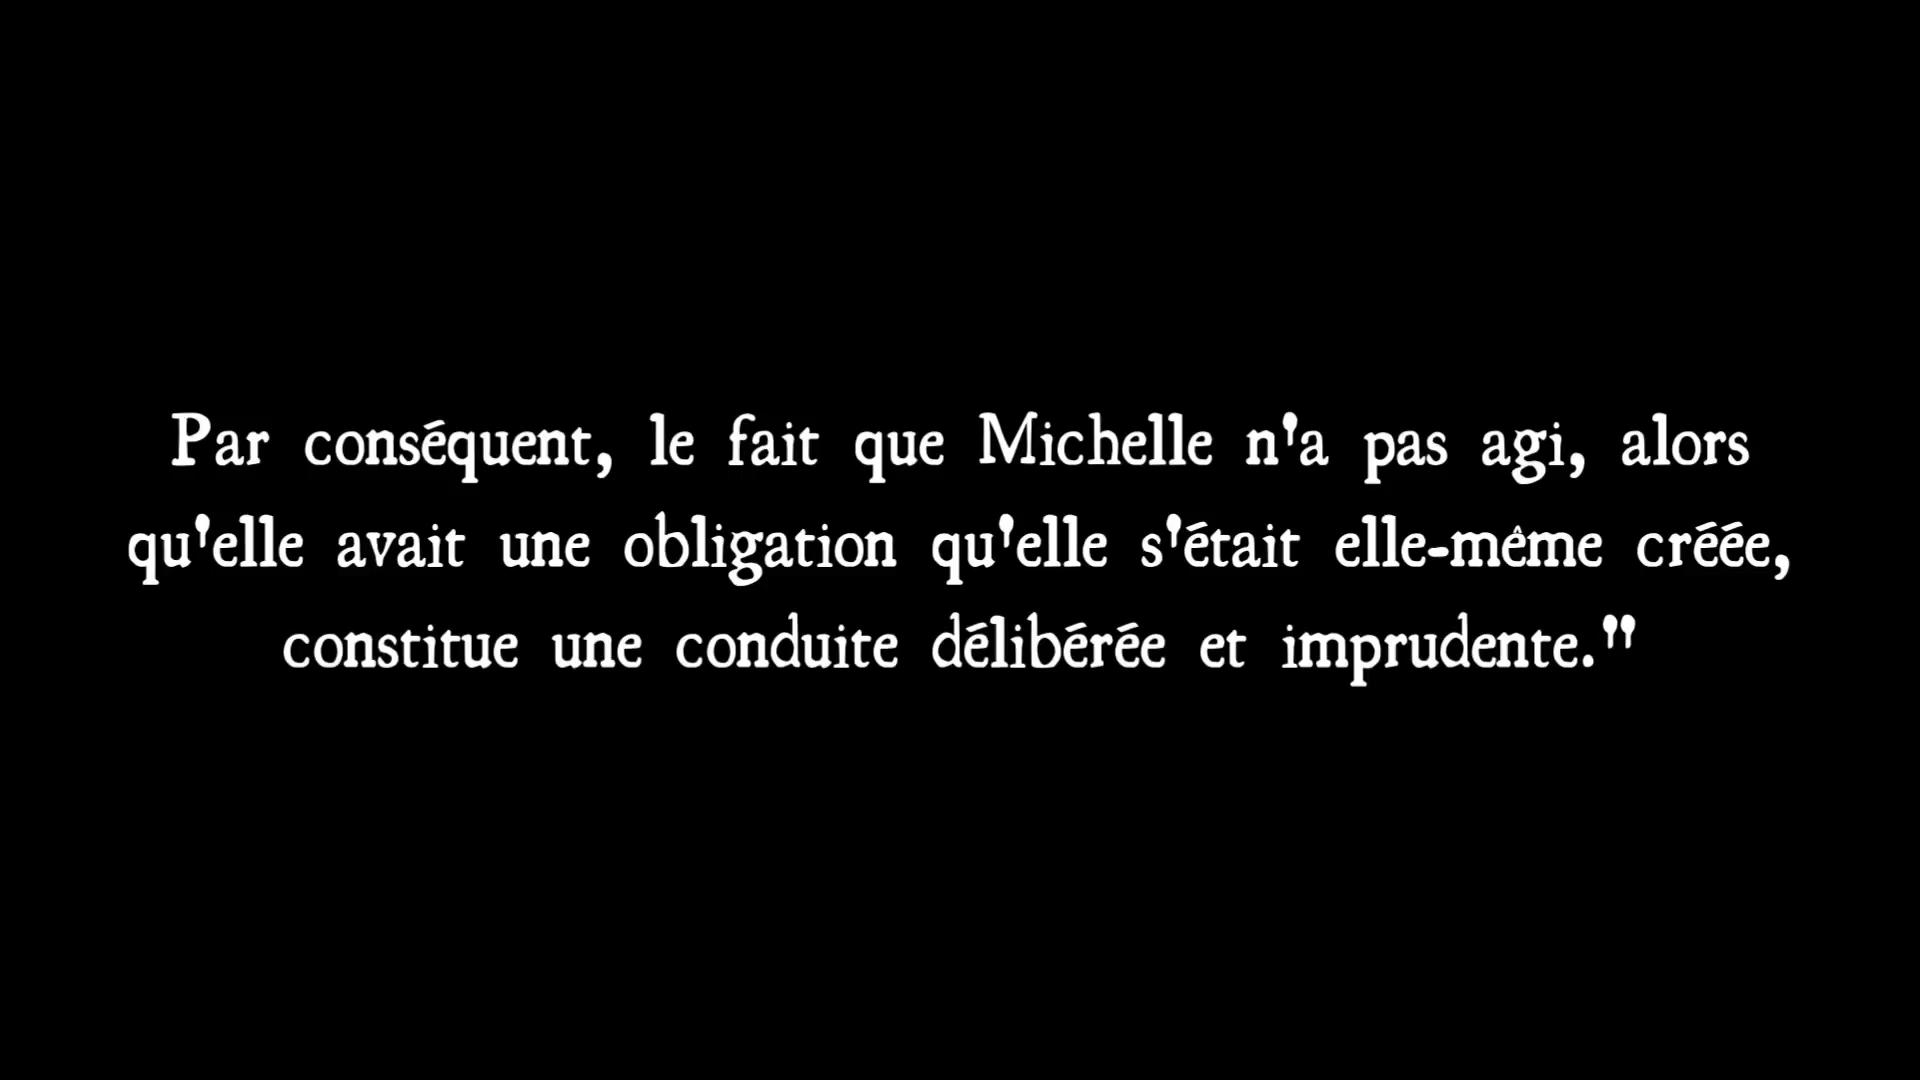 Par conséquent, le fait que Michelle n'a pas agi, alors
qu'elle avait une obligation qu'elle s'était elle-même créée,
constitue une conduite délibérée et imprudente."